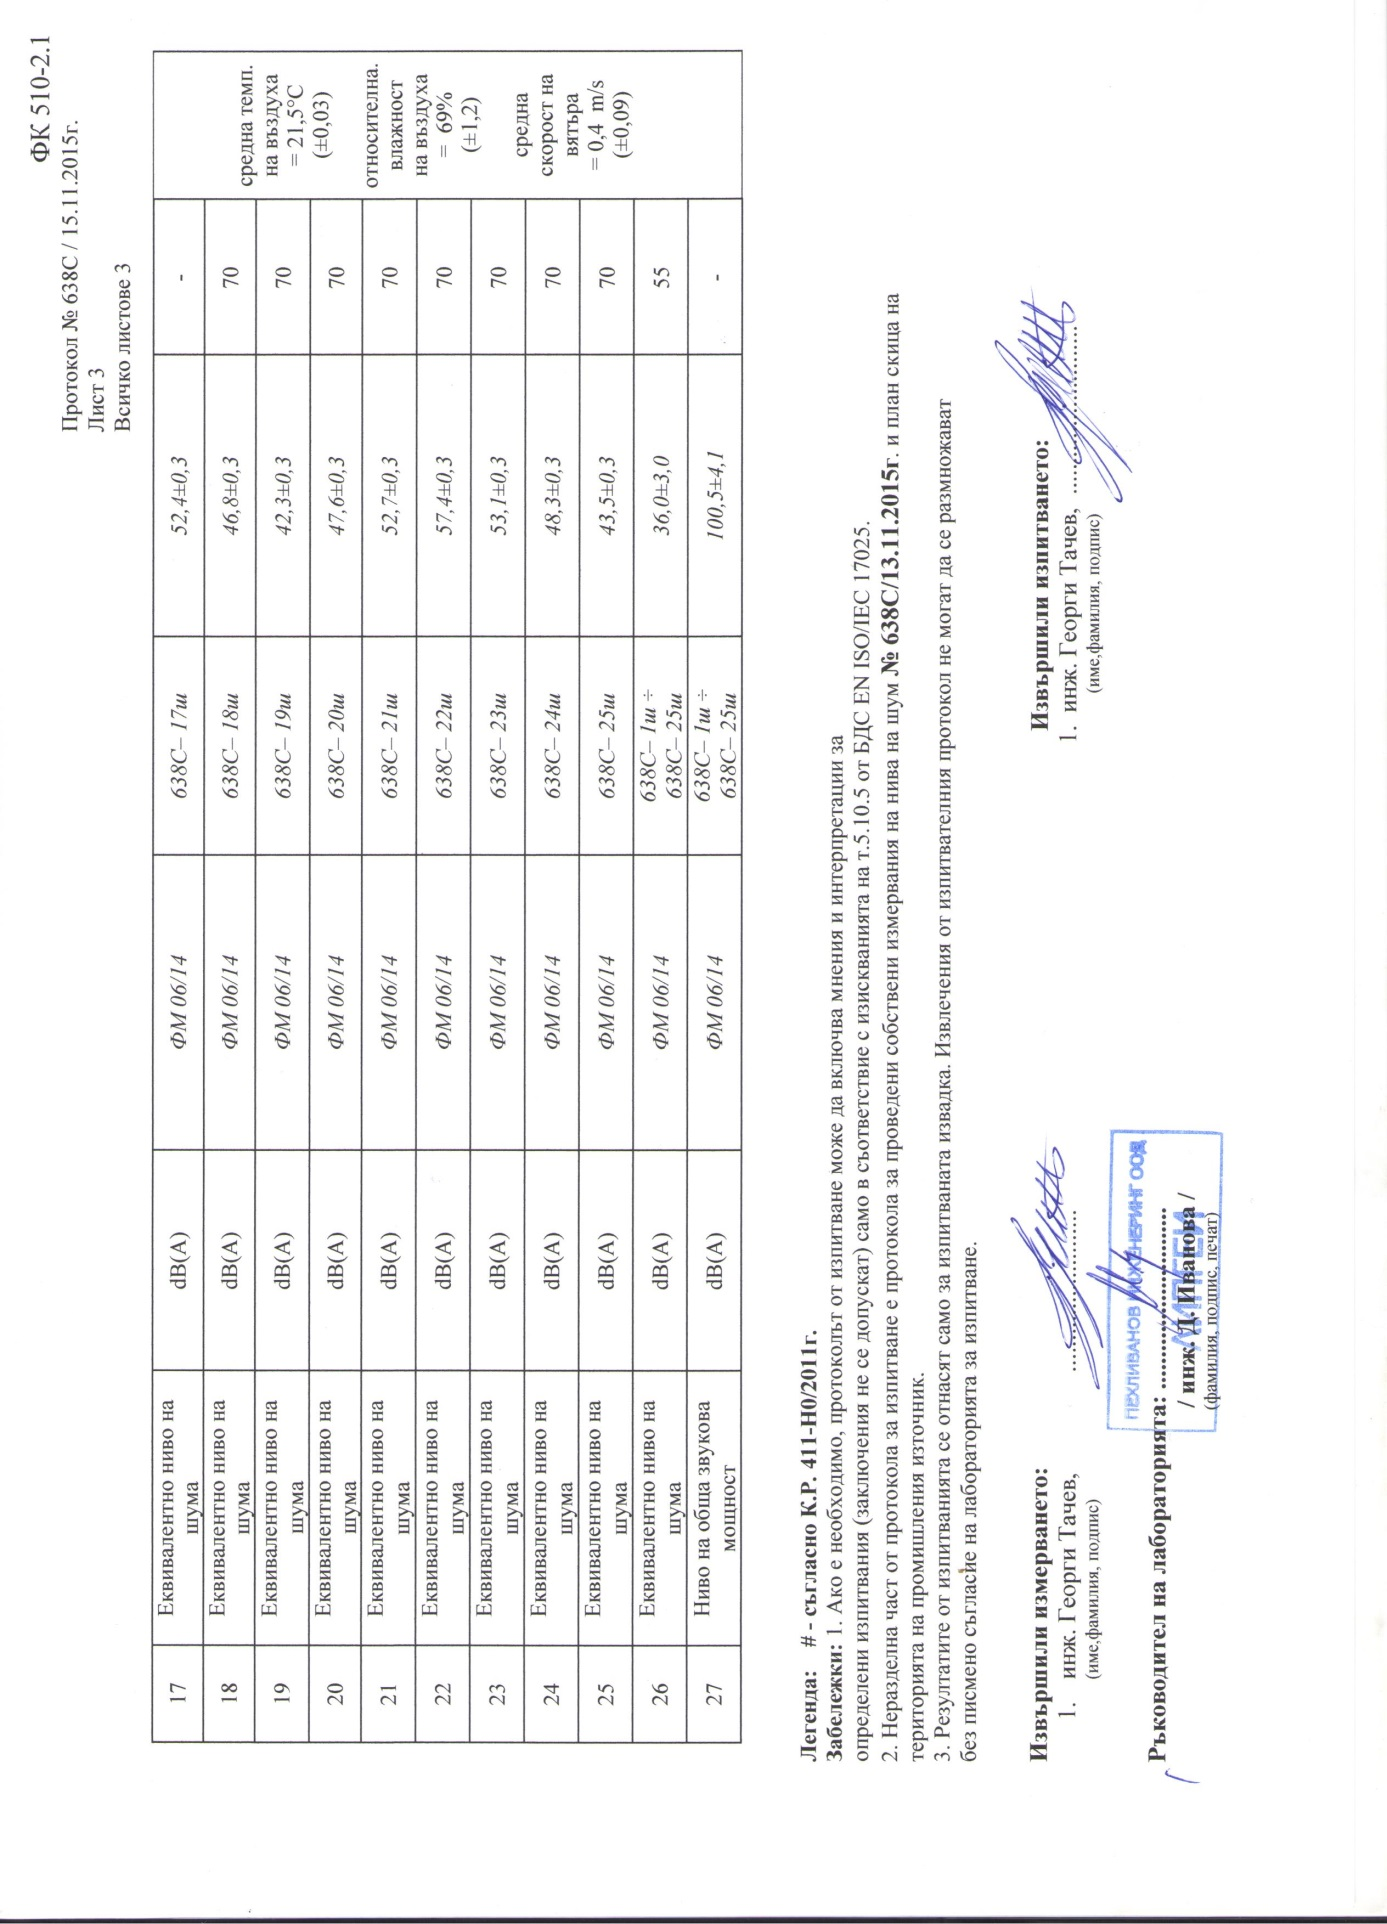 ФК 510-2.1
Протокол № 638С / 15.11.2015г.
Лист 3
Всичко листове 3
17 Еквивалентно ниво на шума dB(A) ФМ 06/14 638С– 17ш 52,4±0,3 -
18 Еквивалентно ниво на шума dB(A) ФМ 06/14 638С– 18ш 46,8±0,3 70
19 Еквивалентно ниво на шума dB(A) ФМ 06/14 638С– 19ш 42,3±0,3 70
20 Еквивалентно ниво на шума dB(A) ФМ 06/14 638С– 20ш 47,6±0,3 70
21 Еквивалентно ниво на шума dB(A) ФМ 06/14 638С– 21ш 52,7±0,3 70
22 Еквивалентно ниво на шума dB(A) ФМ 06/14 638С– 22ш 57,4±0,3 70
23 Еквивалентно ниво на шума dB(A) ФМ 06/14 638С– 23ш 53,1±0,3 70
24 Еквивалентно ниво на шума dB(A) ФМ 06/14 638С– 24ш 48,3±0,3 70
25 Еквивалентно ниво на шума dB(A) ФМ 06/14 638С– 25ш 43,5±0,3 70
26 Еквивалентно ниво на шума dB(A) ФМ 06/14 638С– 1ш ÷ 638С– 25ш 36,0±3,0 55
27 Ниво на обща звукова мощност dB(A) ФМ 06/14 638С– 1ш ÷ 638С– 25ш 100,5±4,1 -
средна темп.
на въздуха
= 21,5°C
(±0,03)
относителна.
влажност
на въздуха
= 69%
(±1,2)
средна
скорост на
вятъра
= 0,4 m/s
(±0,09)
Легенда: # - съгласно К.Р. 411-Н0/2011г.
Забележки: 1. Ако е необходимо, протоколът от изпитване може да включва мнения и интерпретации за
определени изпитвания (заключения не се допускат) само в съответствие с изискванията на т.5.10.5 от БДС EN ISO/IEC 17025.
2. Неразделна част от протокола за изпитване е протокола за проведени собствени измервания на нива на шум № 638С/13.11.2015г. и план скица на
територията на промишления източник.
3. Резултатите от изпитванията се отнасят само за изпитваната извадка. Извлечения от изпитвателния протокол не могат да се размножават
без писмено съгласие на лабораторията за изпитване.
Извършили измерването:
1. инж. Георги Тачев, ........................
(име,фамилия, подпис)
Извършили изпитването:
1. инж. Георги Тачев, ........................
(име,фамилия, подпис)
ПЕХЛИВАНОВ ИНЖЕНЕРИНГ ООД
Ръководител на лабораторията: ........................
/ инж. Д. Иванова /
(фамилия, подпис, печат)